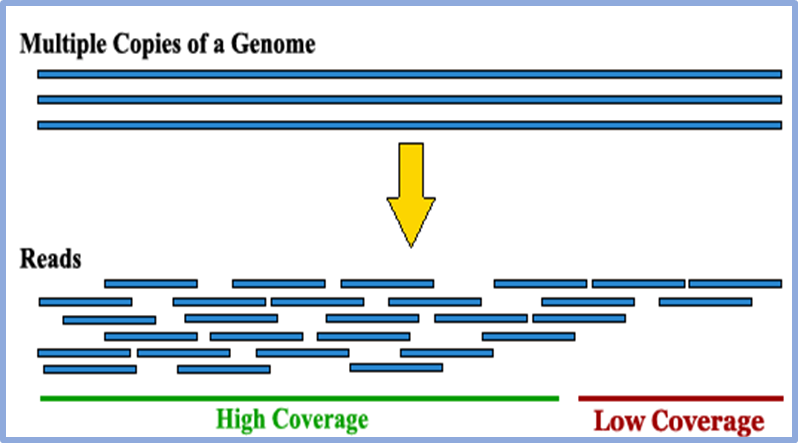 Multiple Copies of a Genome
Reads
High Coverage
Low Coverage